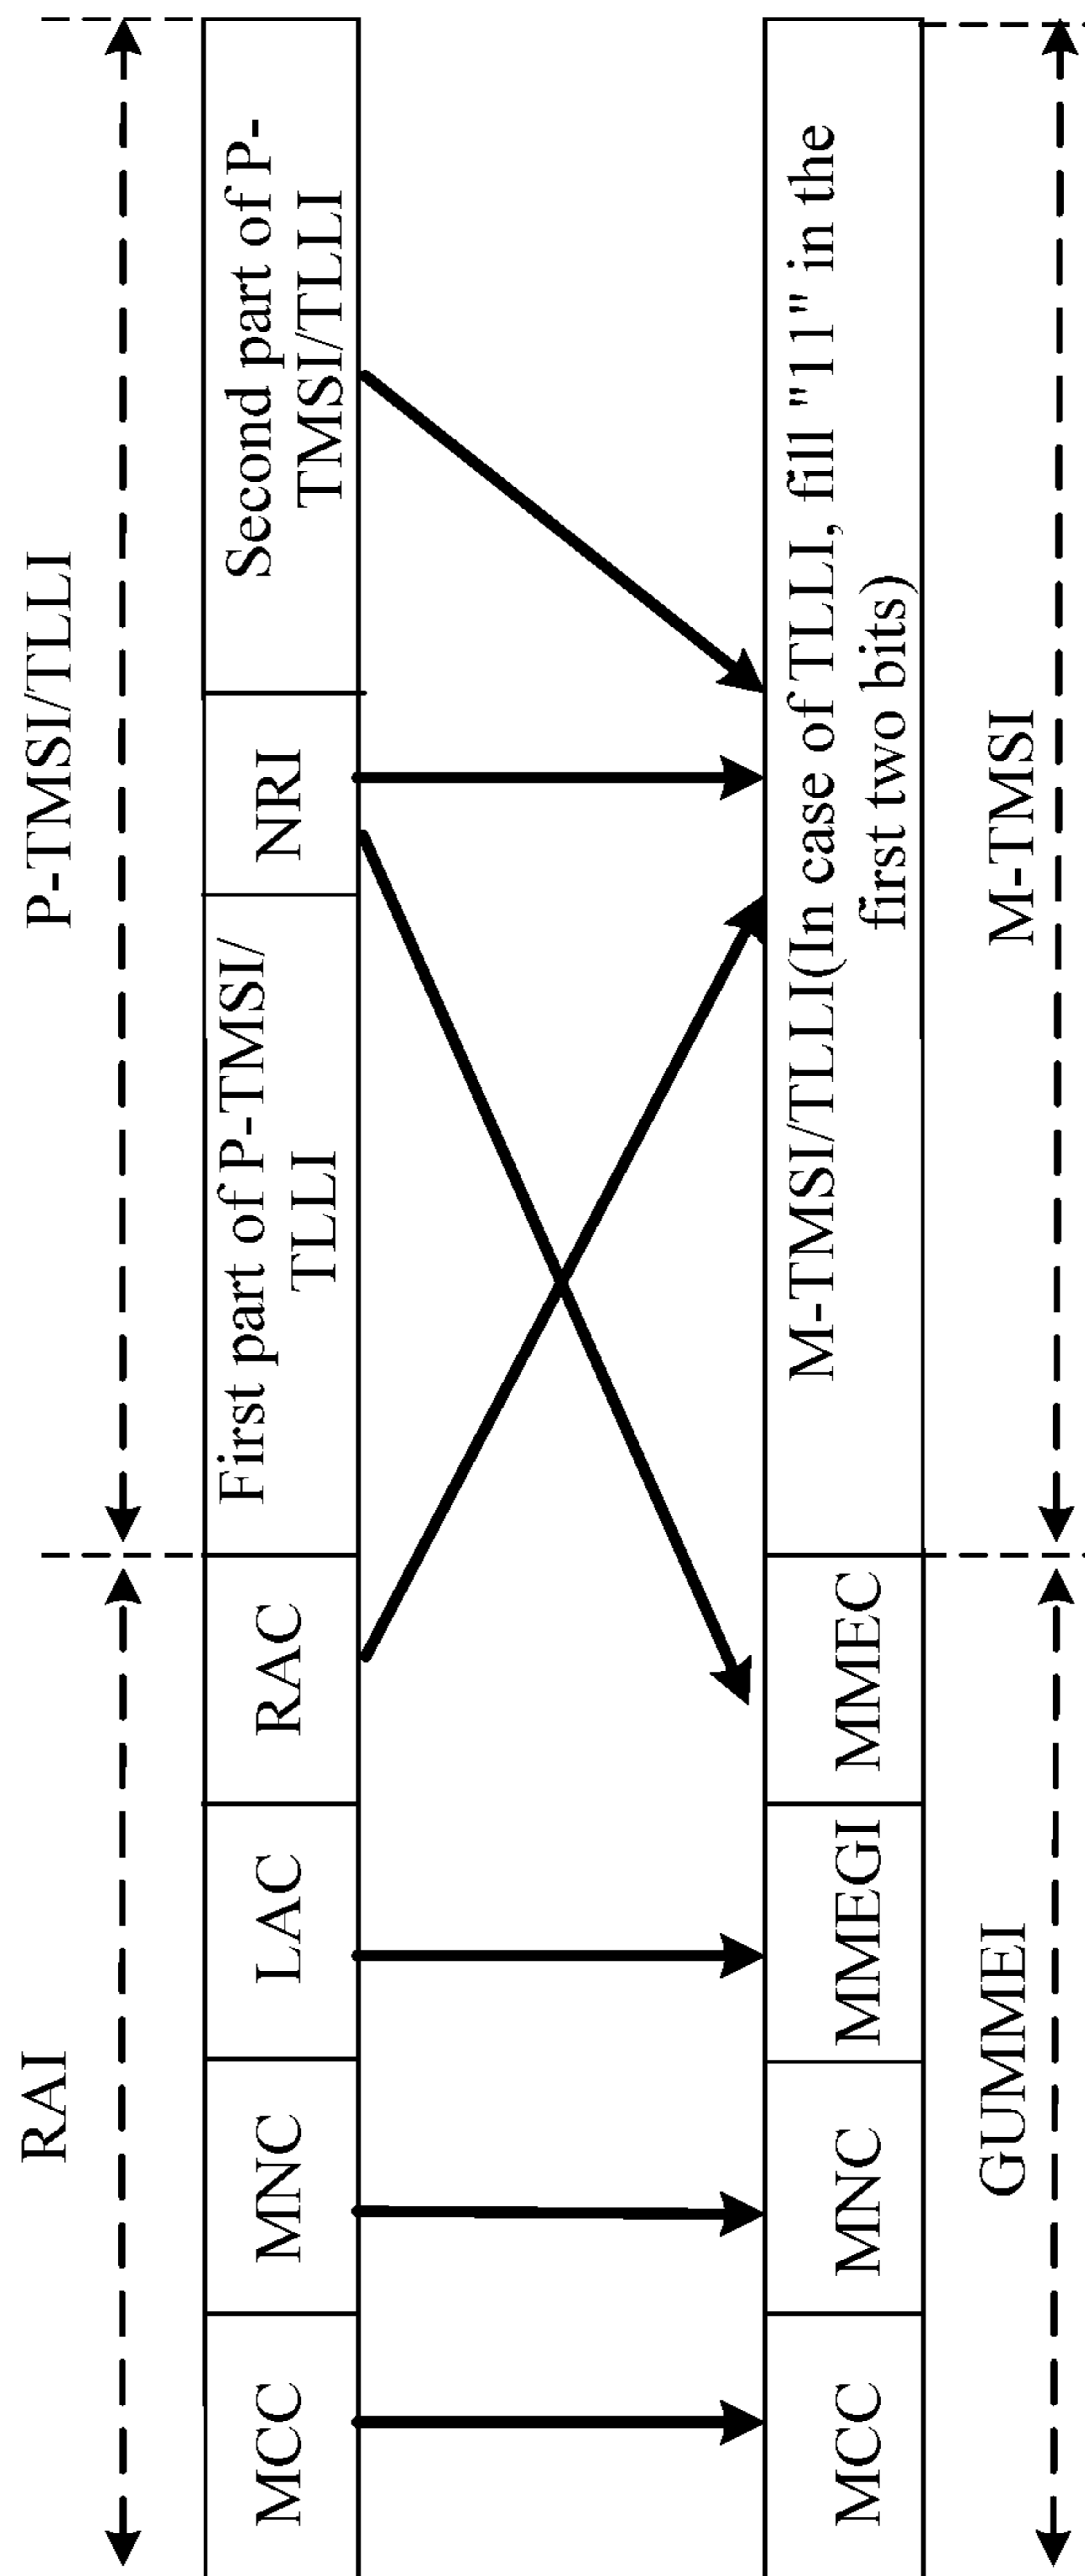 RAI
P-TMSI/TLLI
MCC
MNC
LAC
RAC
First part of P-TMSI/
TLLI
NRI
Second part of P-
TMSI/TLLI
MCC
MNC
MMEGI
MMEC
M-TMSI/TLLI(In case of TLLI, fill "11" in the
first two bits)
GUMMEI
M-TMSI